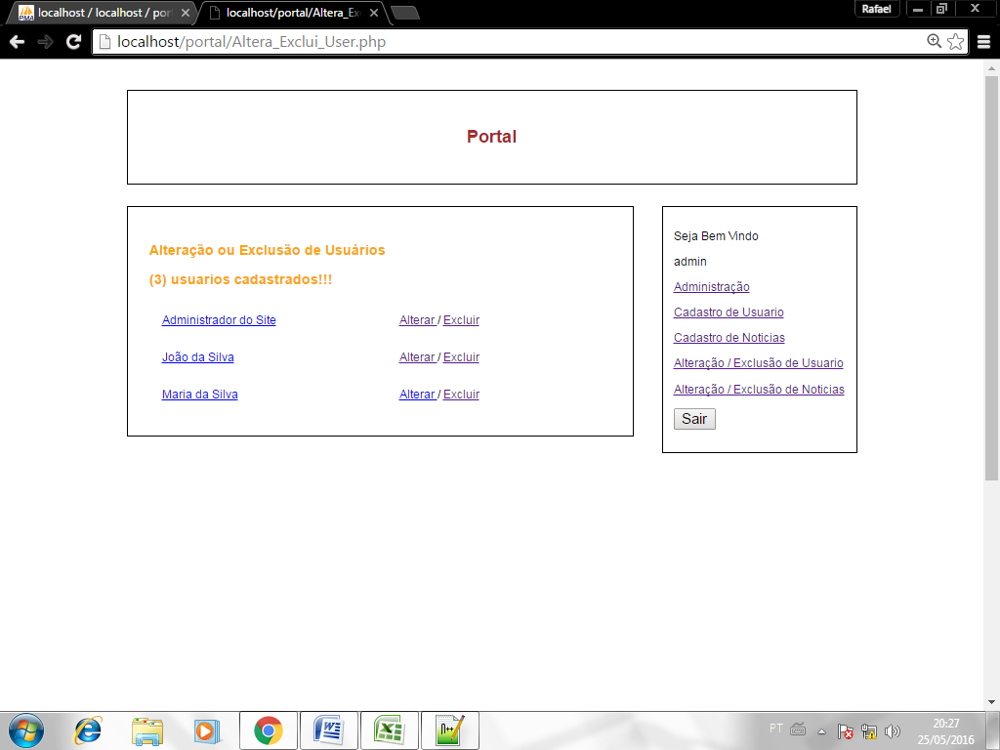 localhost / localhost / por
localhost/portal/Altera_Ex
Rafael
localhost/portal/Altera_Exclui_User.php
Portal
Alteração ou Exclusão de Usuários
(3) usuarios cadastrados!!!
Administrador do Site Alterar / Excluir
João da Silva Alterar / Excluir
Maria da Silva Alterar / Excluir
Seja Bem Vindo
admin
Administração
Cadastro de Usuario
Cadastro de Noticias
Alteração / Exclusão de Usuario
Alteração / Exclusão de Noticias
Sair
PT
20:27
25/05/2016